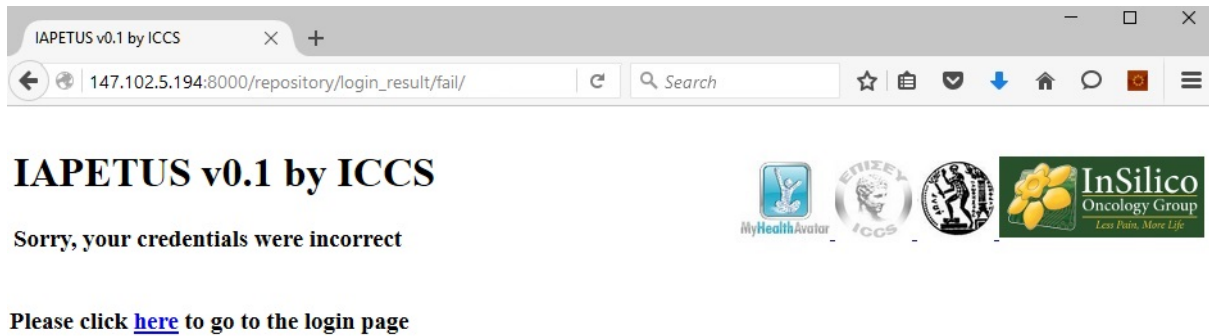 IAPETUS v0.1 by ICCS
147.102.5.194:8000/repository/login_result/fail/
Search
IAPETUS v0.1 by ICCS
Sorry, your credentials were incorrect
MyHealthAvatar
ΕΠΙΣΕΥ
ICCS
InSilico
Oncology Group
Less Pain, More Life
Please click here to go to the login page